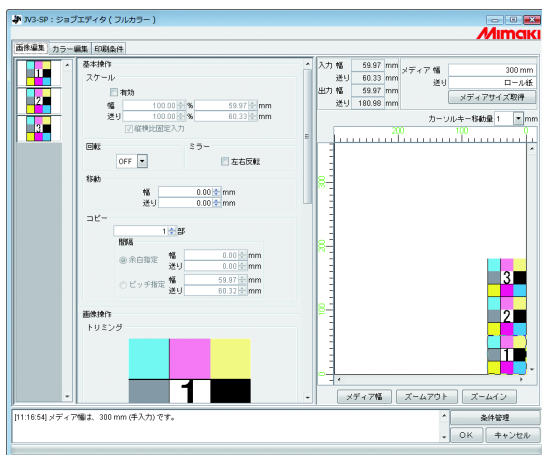 JV3-SP : ジョブエディタ ( フルカラー )
Mimaki
画像編集 カラー編集 印刷条件
1
2
3
基本操作
スケール
有効
幅 100.00 % 59.97 mm
送り 100.00 % 60.33 mm
縦横比固定入力
回転 ミラー
OFF 左右反転
移動
幅 0.00 mm
送り 0.00 mm
コピー
1 部
間隔
余白指定 幅 0.00 mm
送り 0.00 mm
ピッチ指定 幅 59.97 mm
送り 60.32 mm
画像操作
トリミング
1
入力 幅 59.97 mm
送り 60.33 mm
出力 幅 59.97 mm
送り 180.98 mm
メディア 幅 300 mm
送り ロール紙
メディアサイズ取得
カーソルキー移動量 1 mm
200 100 0
300
200
100
0
3
2
1
メディア幅 ズームアウト ズームイン
[11:16:54] メディア幅は、300 mm (手入力) です。
条件管理
OK キャンセル